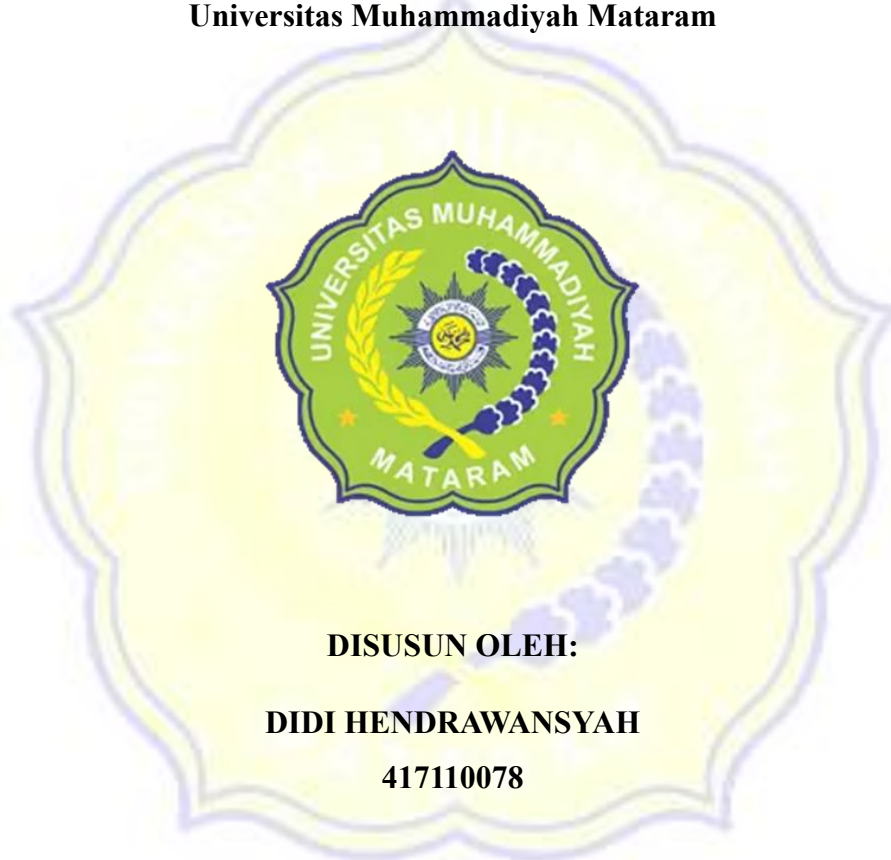 Universitas Muhammadiyah Mataram
UNIVERSITAS MUHAMMADIYAH
MATARAM
DISUSUN OLEH:
DIDI HENDRAWANSYAH
417110078